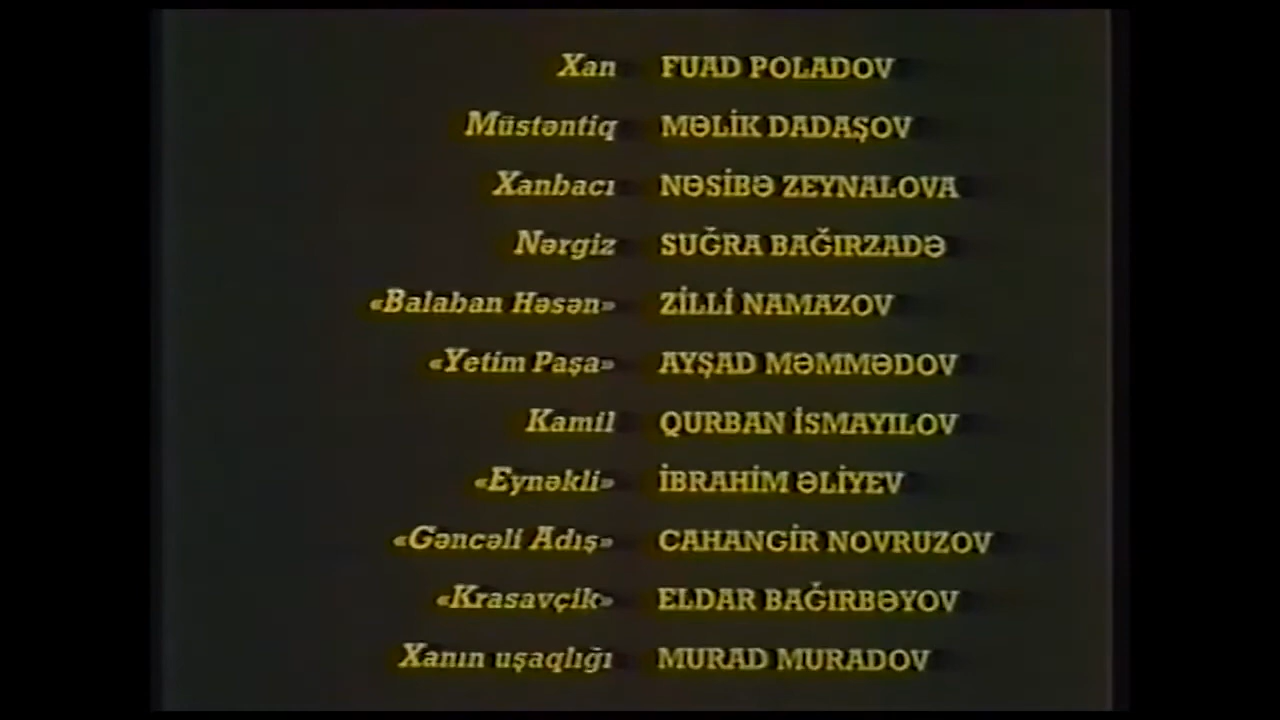 Xan FUAD POLADOV
Müstəntiq MƏLİK DADAŞOV
Xanbacı NƏSİBƏ ZEYNALOVA
Nərgiz SUĞRA BAĞIRZADƏ
«Balaban Həsən» ZİLLİ NAMAZOV
«Yetim Paşa» AYŞAD MƏMMƏDOV
Kamil QURBAN İSMAYILOV
«Eynəkli» İBRAHİM ƏLİYEV
«Gəncəli Adış» CAHANGİR NOVRUZOV
«Krasavçik» ELDAR BAĞIRBƏYOV
Xanın uşaqlığı MURAD MURADOV